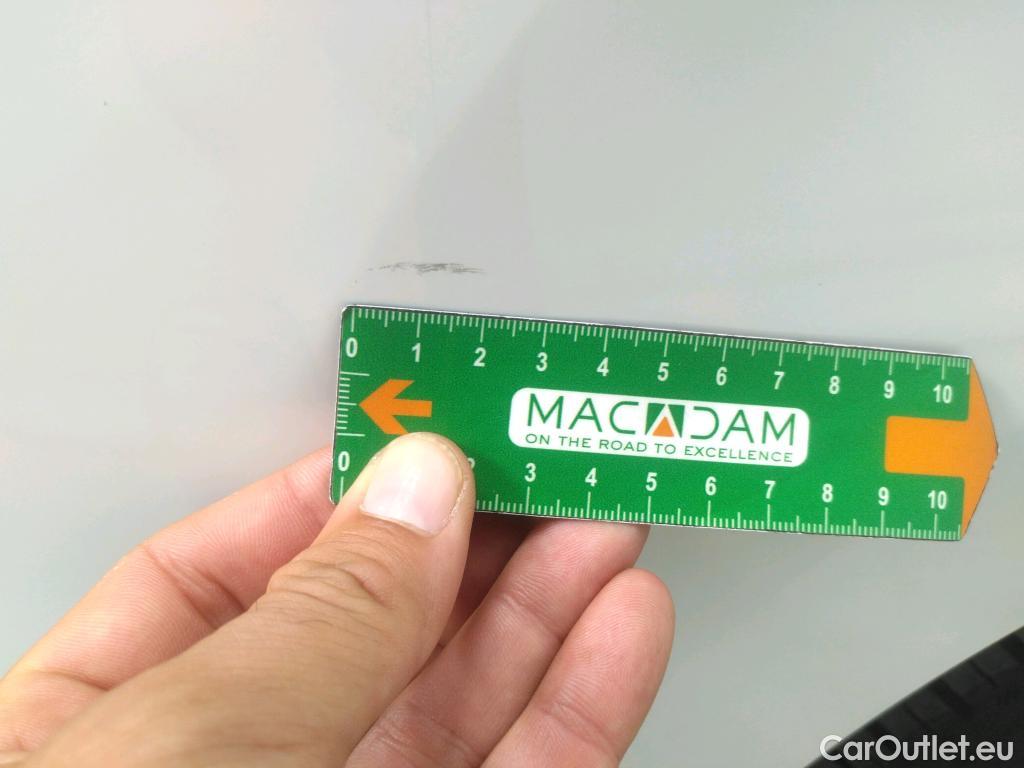 0 1 2 3 4 5 6 7 8 9 10
MACADAM
ON THE ROAD TO EXCELLENCE
0 2 3 4 5 6 7 8 9 10
CarOutlet.eu